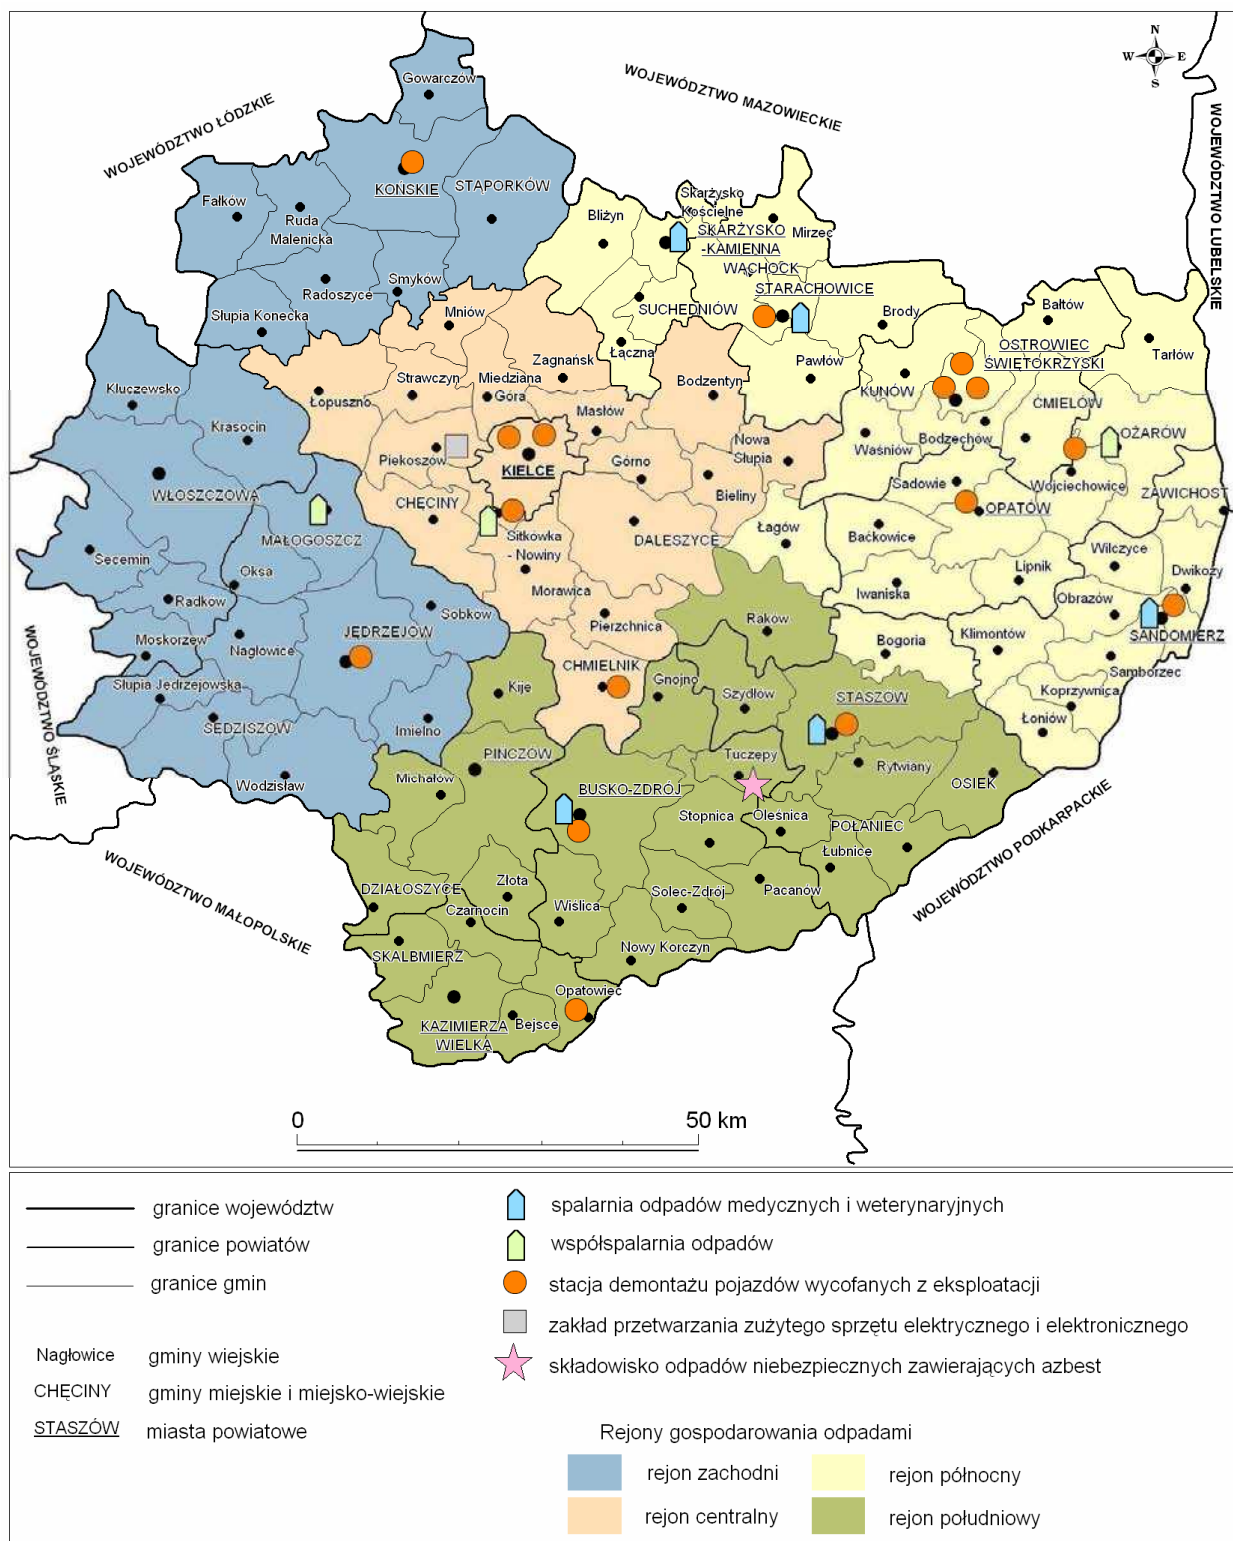 N
W E
S
WOJEWÓDZTWO ŁÓDZKIE
WOJEWÓDZTWO MAZOWIECKIE
WOJEWÓDZTWO LUBELSKIE
Gowarczów
KOŃSKIE
STĄPORKÓW
Fałków
Ruda
Malenicka
Radoszyce
Smyków
Słupia Konecka
Bliżyn
Skarżysko
Kościelne
SKARŻYSKO
-KAMIENNA
Mirzec
WĄCHOCK
STARACHOWICE
SUCHEDNIÓW
Łączna
Brody
Pawłów
Bałtów
Tarłów
OSTROWIEC
ŚWIĘTOKRZYSKI
KUNÓW
ĆMIELÓW
OŻARÓW
Bodzechów
Waśniów
Sadowie
Wojciechowice
ZAWICHOST
OPATÓW
Baćkowice
Lipnik
Wilczyce
Dwikozy
Iwaniska
Obrazów
SANDOMIERZ
Klimontów
Samborzec
Bogoria
Koprzywnica
Łoniów
Łagów
Mniów
Zagnańsk
Strawczyn
Miedziana
Góra
Łopuszno
Bodzentyn
Masłów
Nowa
Słupia
Piekoszów
KIELCE
Górno
Bieliny
CHĘCINY
Sitkówka
- Nowiny
DALESZYCE
Morawica
Pierzchnica
CHMIELNIK
Kluczewsko
Krasocin
WŁOSZCZOWA
MAŁOGOSZCZ
Secemin
Oksa
Radków
Sobków
Moskorzew
Nagłowice
JĘDRZEJÓW
Słupia Jędrzejowska
SĘDZISZÓW
Imielno
Wodzisław
WOJEWÓDZTWO ŚLĄSKIE
Raków
Kije
Gnojno
Szydłów
STASZÓW
PIŃCZÓW
Tuczępy
Rytwiany
OSIEK
Michałów
BUSKO-ZDRÓJ
Stopnica
Oleśnica
POŁANIEC
Łubnice
DZIAŁOSZYCE
Złota
Czarnocin
Wiślica
Solec-Zdrój
Pacanów
SKALBMIERZ
Nowy Korczyn
Opatowiec
KAZIMIERZA
WIELKA
Bejsce
WOJEWÓDZTWO MAŁOPOLSKIE
WOJEWÓDZTWO PODKARPACKIE
0 50 km
granice województw
granice powiatów
granice gmin
Nagłowice gminy wiejskie
CHĘCINY gminy miejskie i miejsko-wiejskie
STASZÓW miasta powiatowe
spalarnia odpadów medycznych i weterynaryjnych
współspalarnia odpadów
stacja demontażu pojazdów wycofanych z eksploatacji
zakład przetwarzania zużytego sprzętu elektrycznego i elektronicznego
składowisko odpadów niebezpiecznych zawierających azbest
Rejony gospodarowania odpadami
rejon zachodni rejon północny
rejon centralny rejon południowy